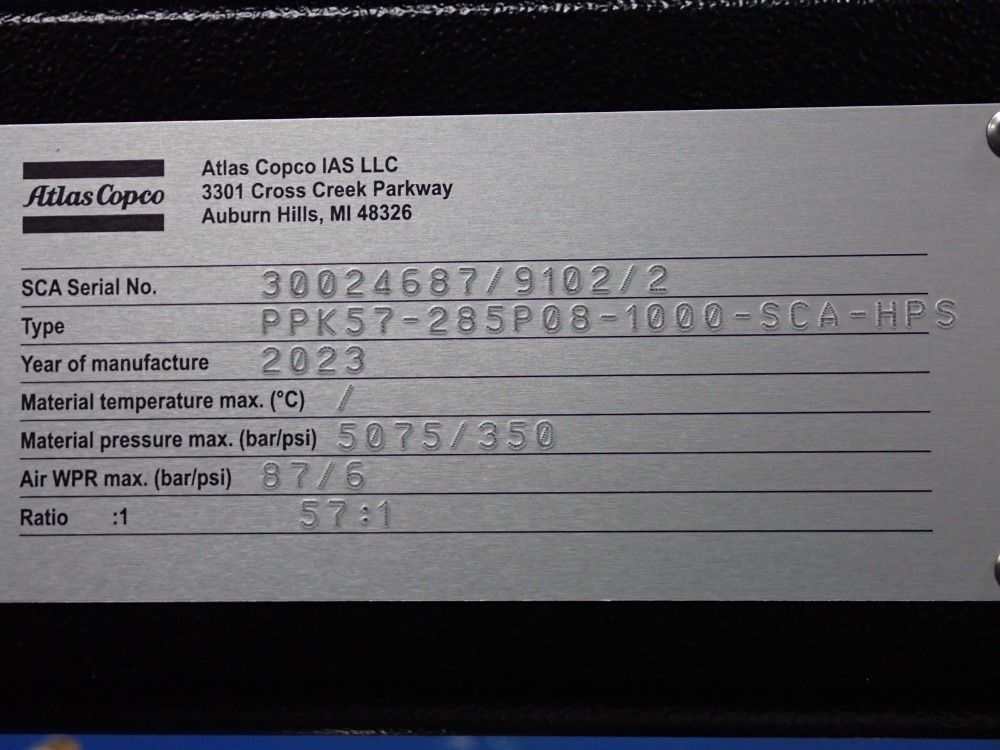 Atlas Copco
Atlas Copco IAS LLC
3301 Cross Creek Parkway
Auburn Hills, MI 48326
SCA Serial No. 30024687/9102/2
Type PPK57-285P08-1000-SCA-HPS
Year of manufacture 2023
Material temperature max. (°C) /
Material pressure max. (bar/psi) 5075/350
Air WPR max. (bar/psi) 87/6
Ratio :1 57:1